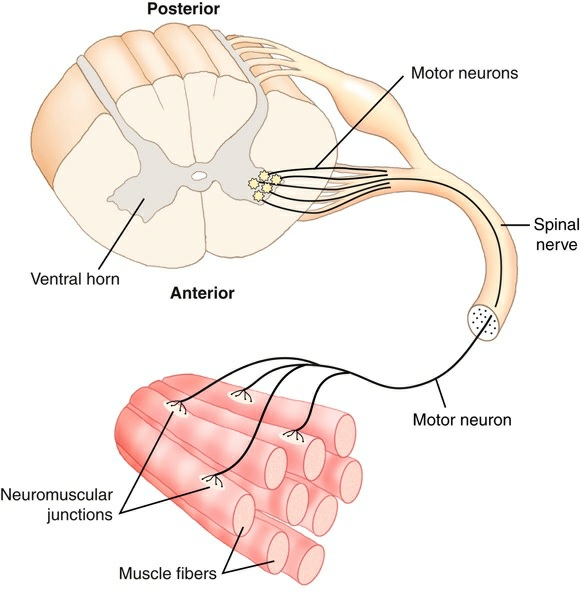 Posterior
Motor neurons
Spinal
nerve
Ventral horn
Anterior
Motor neuron
Neuromuscular
junctions
Muscle fibers